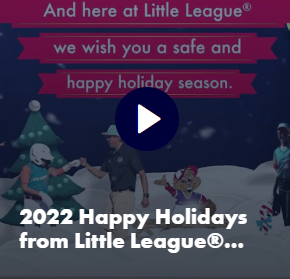 And here at Little League®
we wish you a safe and
happy holiday season.
2022 Happy Holidays
from Little League®...